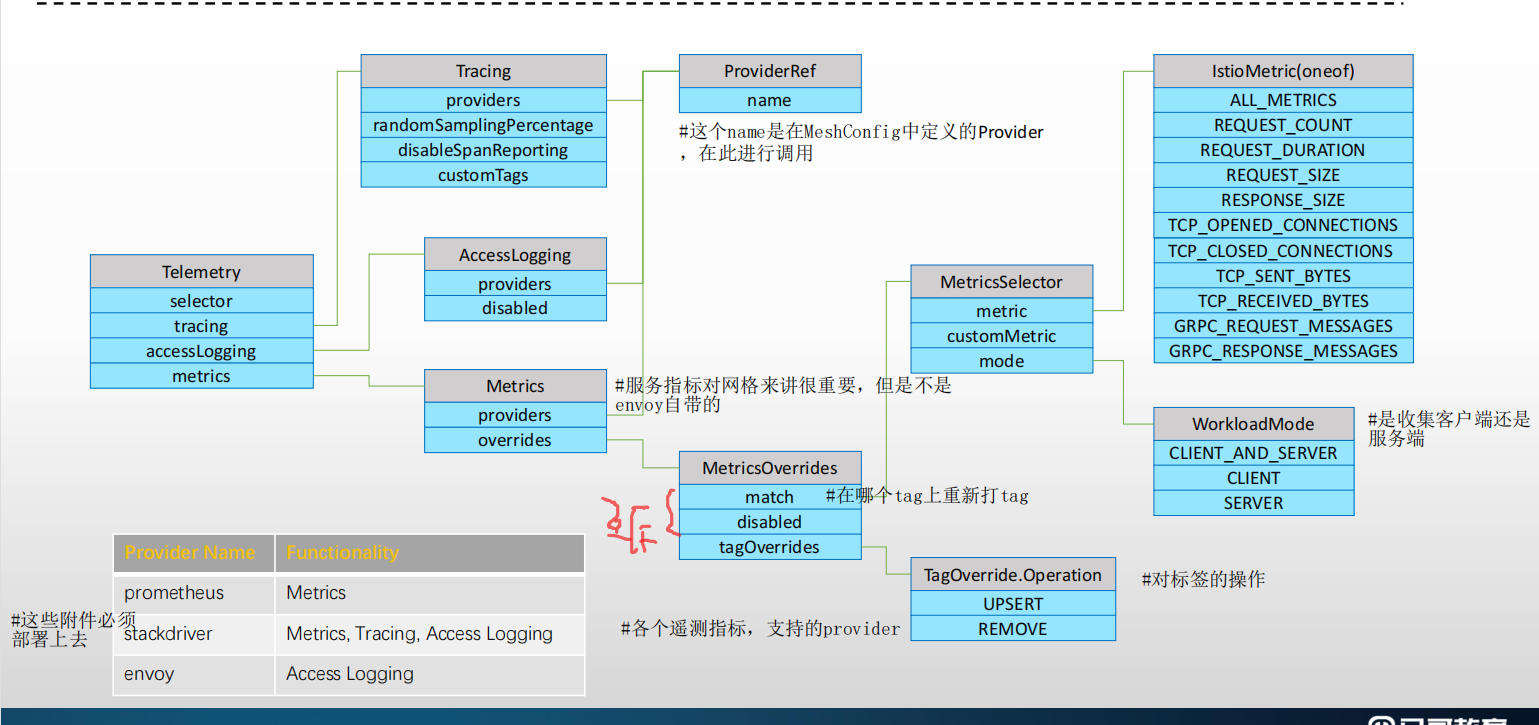 Tracing
providers
randomSamplingPercentage
disableSpanReporting
customTags
ProviderRef
name
#这个name是在MeshConfig中定义的Provider
，在此进行调用
IstioMetric(oneof)
ALL_METRICS
REQUEST_COUNT
REQUEST_DURATION
REQUEST_SIZE
RESPONSE_SIZE
TCP_OPENED_CONNECTIONS
TCP_CLOSED_CONNECTIONS
TCP_SENT_BYTES
TCP_RECEIVED_BYTES
GRPC_REQUEST_MESSAGES
GRPC_RESPONSE_MESSAGES
Telemetry
selector
tracing
accessLogging
metrics
AccessLogging
providers
disabled
Metrics
providers
overrides
#服务指标对网格来讲很重要，但是不是
envoy自带的
MetricsSelector
metric
customMetric
mode
WorkloadMode
CLIENT_AND_SERVER
CLIENT
SERVER
#是收集客户端还是
服务端
MetricsOverrides
match
#在哪个tag上重新打tag
disabled
tagOverrides
TagOverride.Operation
UPSERT
REMOVE
#对标签的操作
#各个遥测指标，支持的provider
Provider Name Functionality
prometheus Metrics
stackdriver Metrics, Tracing, Access Logging
envoy Access Logging
#这些附件必须
部署上去